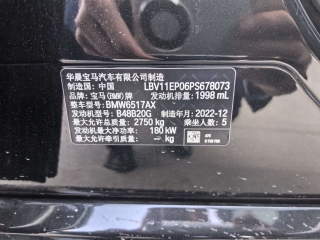 华晨宝马汽车有限公司制造
制造国：中国 LBV11EP06PS678073
品牌：宝马(BMW)牌 发动机排量：1998 mL
整车型号：BMW6517AX
发动机型号：B48B20G 制造年月：2022-12
最大允许总质量：2750 kg 乘坐人数：5
发动机最大净功率：180 kW
最大允许牵引质量：-- kg